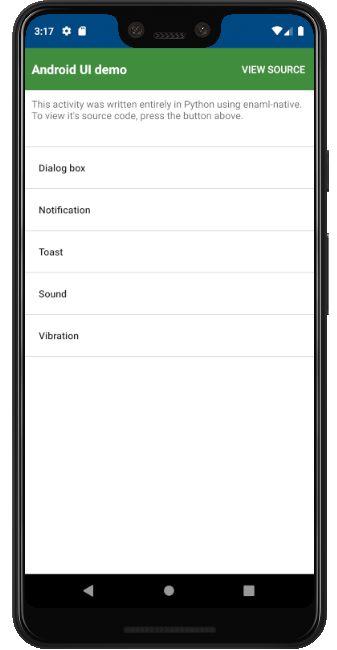 3:17
Android UI demo
VIEW SOURCE
This activity was written entirely in Python using enaml-native.
To view it's source code, press the button above.
Dialog box
Notification
Toast
Sound
Vibration